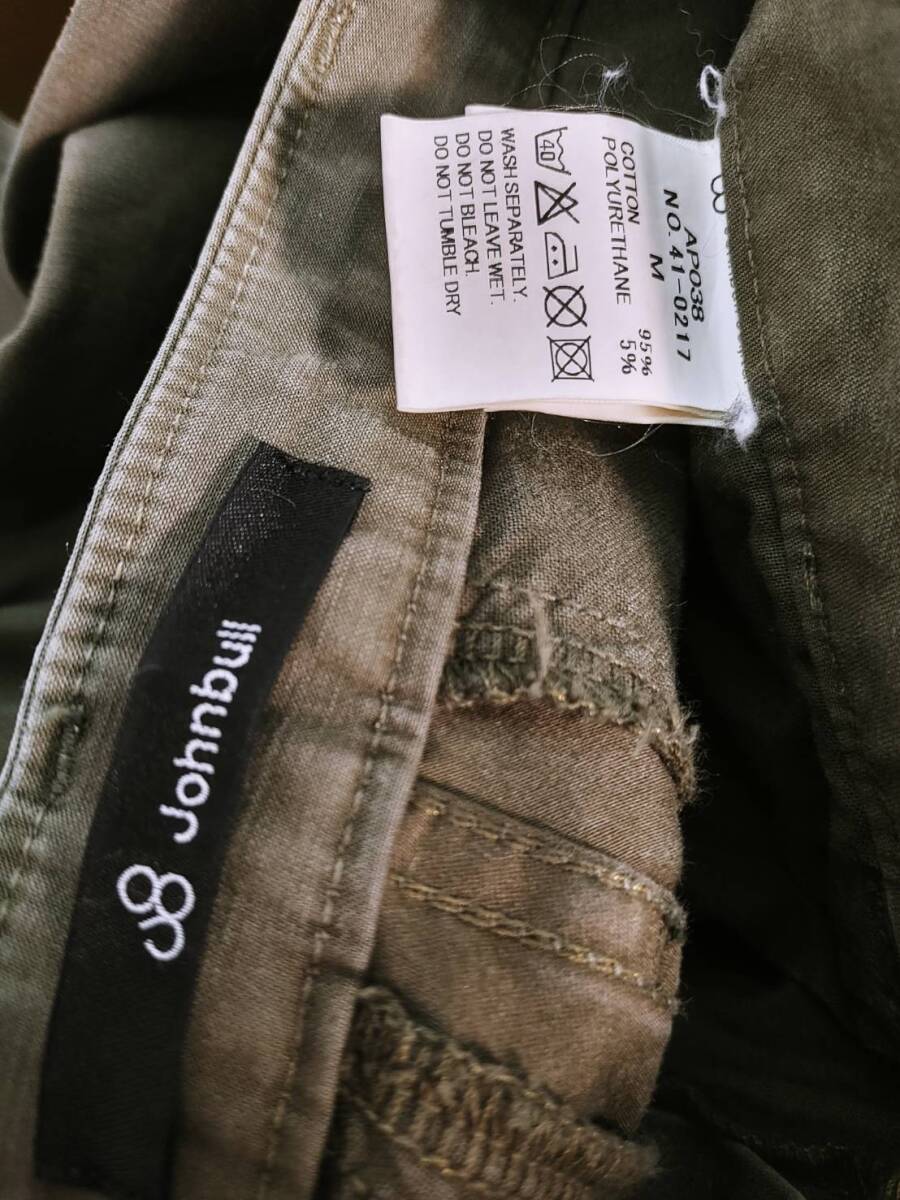 AP038
NO. 41-0217
M
COTTON 95%
POLYURETHANE 5%
40
WASH SEPARATELY.
DO NOT LEAVE WET.
DO NOT BLEACH.
DO NOT TUMBLE DRY
Johnbull